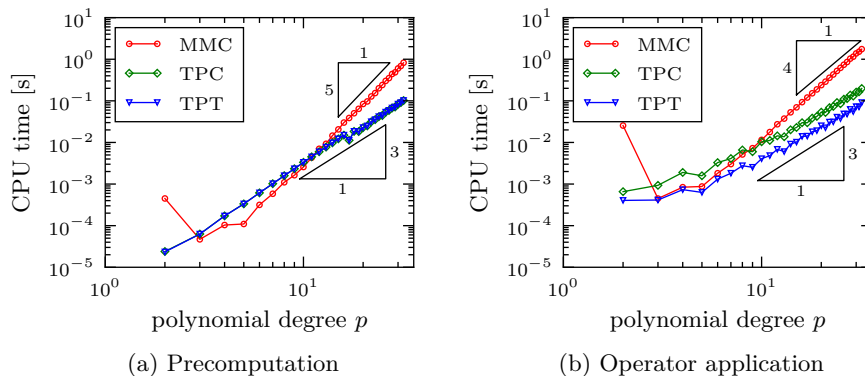 MMC
TPC
TPT
CPU time [s]
10^1
10^0
10^-1
10^-2
10^-3
10^-4
10^-5
10^0
10^1
1
5
3
1
polynomial degree p
(a) Precomputation
MMC
TPC
TPT
CPU time [s]
10^1
10^0
10^-1
10^-2
10^-3
10^-4
10^-5
10^0
10^1
1
4
3
1
polynomial degree p
(b) Operator application